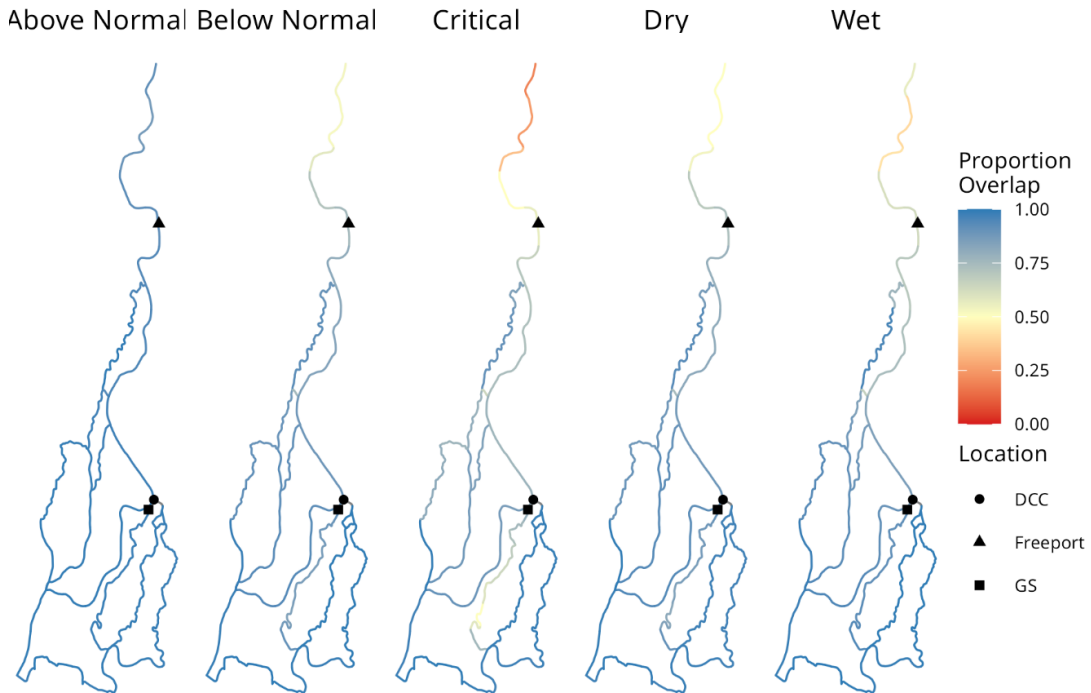 Above Normal
Below Normal
Critical
Dry
Wet
Proportion
Overlap
1.00
0.75
0.50
0.25
0.00
Location
DCC
Freeport
GS